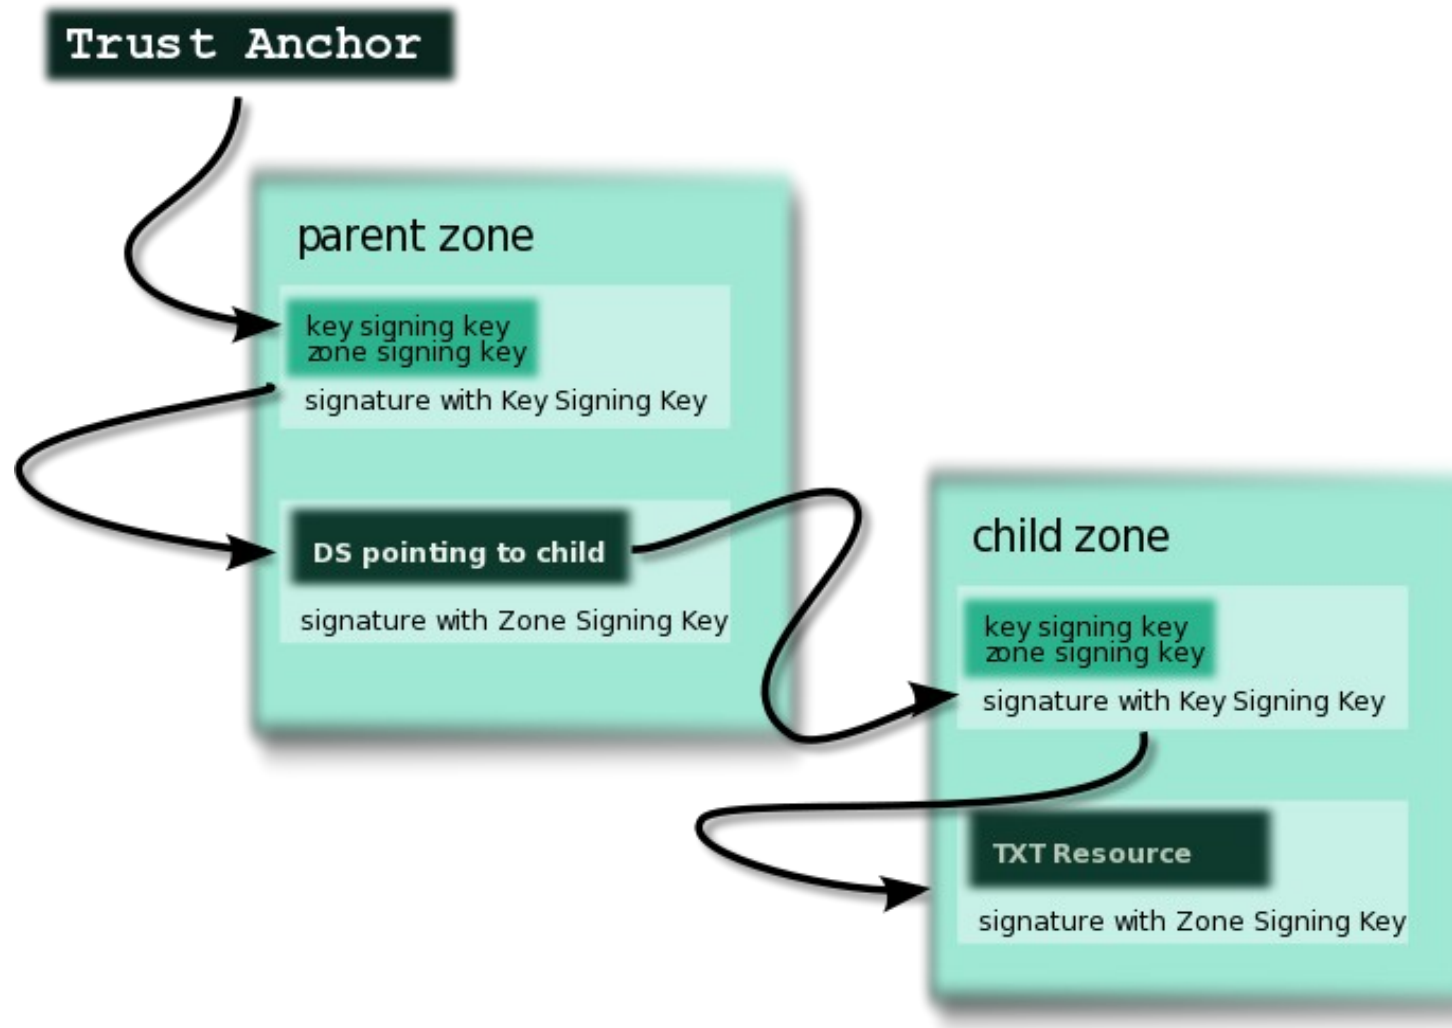 Trust Anchor
parent zone
key signing key
zone signing key
signature with Key Signing Key
DS pointing to child
signature with Zone Signing Key
child zone
key signing key
zone signing key
signature with Key Signing Key
TXT Resource
signature with Zone Signing Key